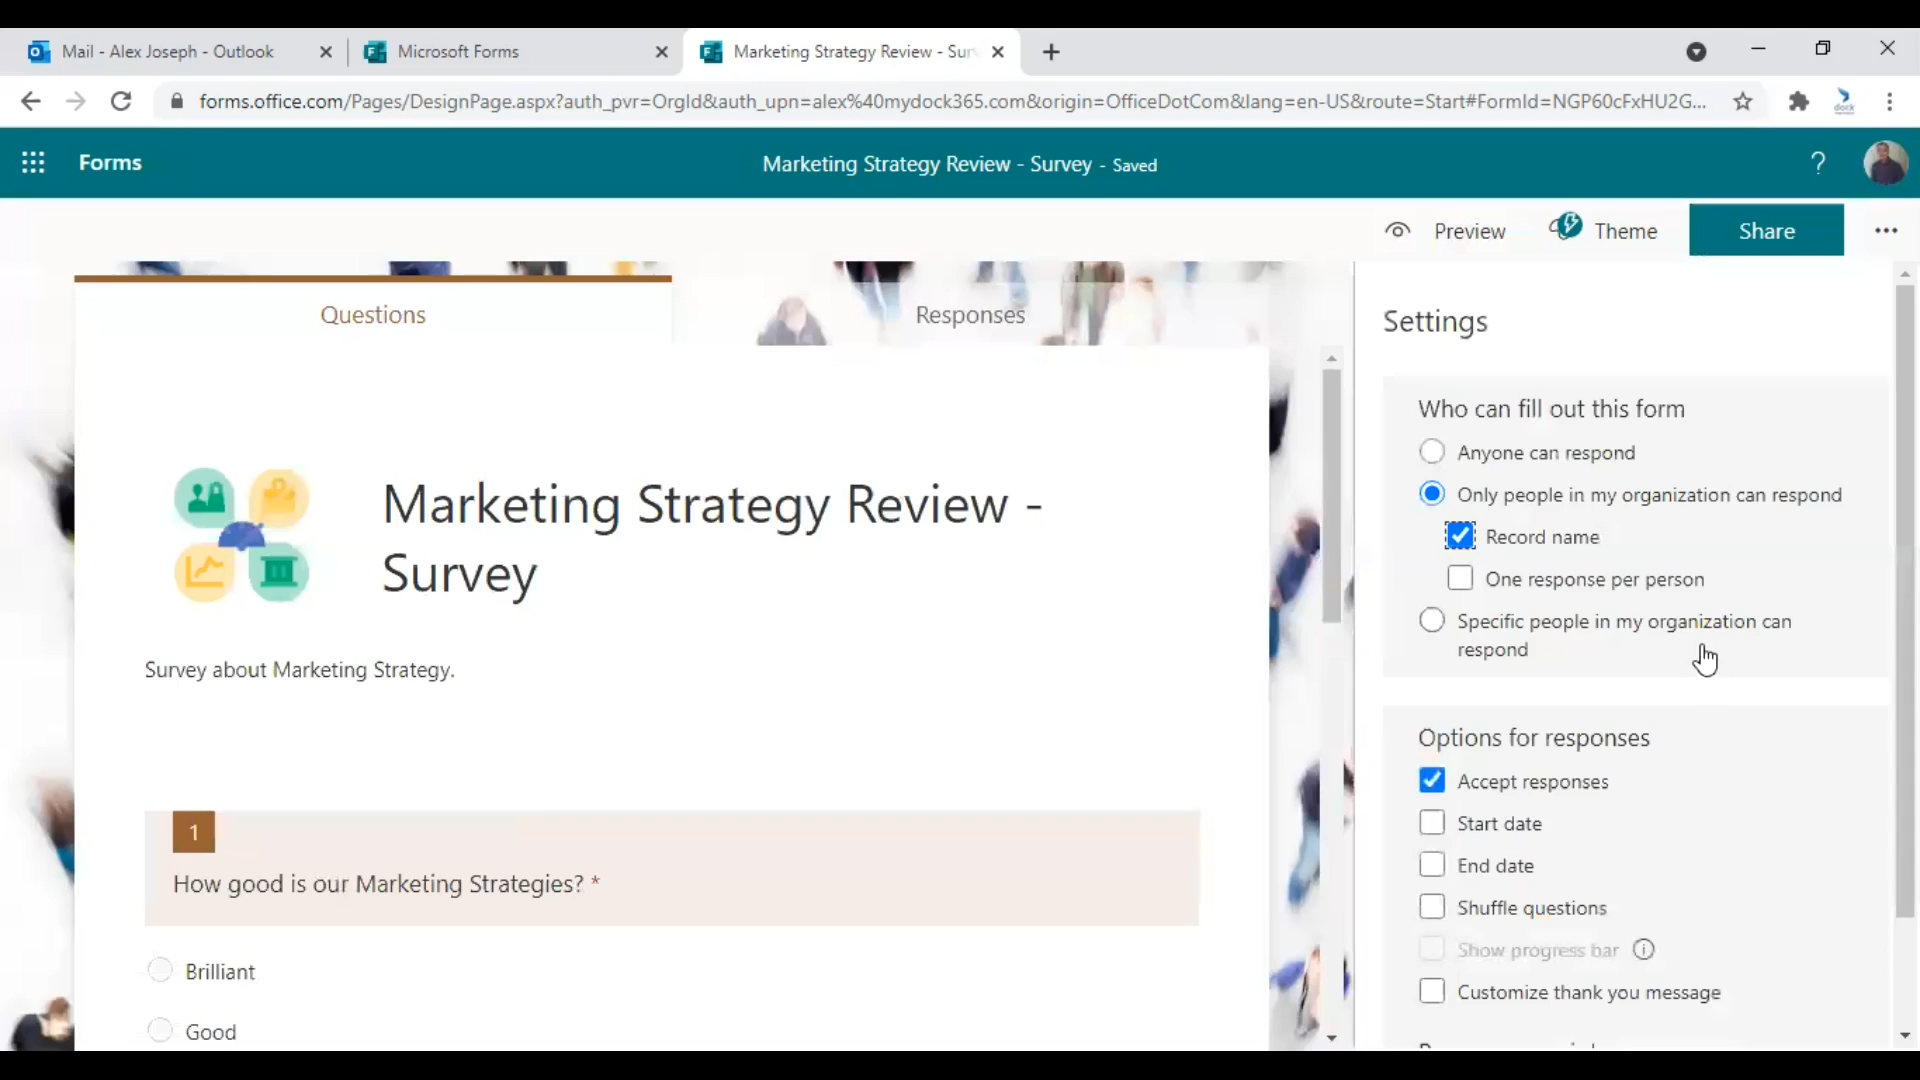 Mail - Alex Joseph - Outlook
Microsoft Forms
Marketing Strategy Review - Sur
forms.office.com/Pages/DesignPage.aspx?auth_pvr=OrgId&auth_upn=alex%40mydock365.com&origin=OfficeDotCom&lang=en-US&route=Start#FormId=NGP60cFxHU2G...
dock
Forms
Marketing Strategy Review - Survey - Saved
?
Preview
Theme
Share
Questions
Responses
Settings
Who can fill out this form
Anyone can respond
Only people in my organization can respond
Record name
One response per person
Specific people in my organization can
respond
Marketing Strategy Review -
Survey
Survey about Marketing Strategy.
Options for responses
Accept responses
Start date
End date
Shuffle questions
Show progress bar
Customize thank you message
1
How good is our Marketing Strategies? *
Brilliant
Good